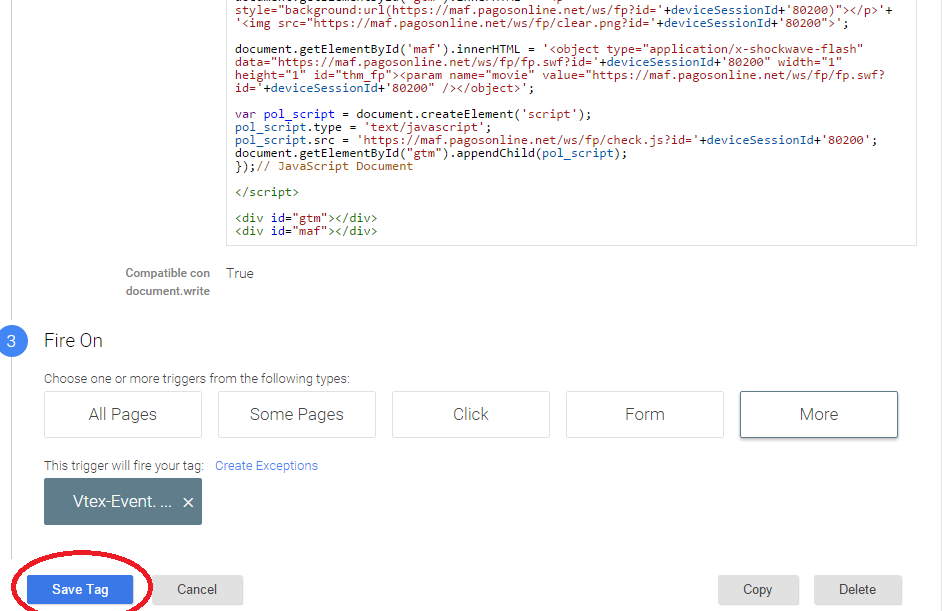 style="background:url(https://maf.pagosonline.net/ws/fp?id='+deviceSessionId+'80200)"></p>'+
'<img src="https://maf.pagosonline.net/ws/fp/clear.png?id='+deviceSessionId+'80200">';
document.getElementById('maf').innerHTML = '<object type="application/x-shockwave-flash"
data="https://maf.pagosonline.net/ws/fp/fp.swf?id='+deviceSessionId+'80200" width="1"
height="1" id="thm_fp"><param name="movie" value="https://maf.pagosonline.net/ws/fp/fp.swf?
id='+deviceSessionId+'80200" /></object>';
var pol_script = document.createElement('script');
pol_script.type = 'text/javascript';
pol_script.src = 'https://maf.pagosonline.net/ws/fp/check.js?id='+deviceSessionId+'80200';
document.getElementById("gtm").appendChild(pol_script);
});// JavaScript Document
</script>
<div id="gtm"></div>
<div id="maf"></div>
Compatible con True
document.write
3 Fire On
Choose one or more triggers from the following types:
All Pages Some Pages Click Form More
This trigger will fire your tag: Create Exceptions
Vtex-Event. ... ×
Save Tag Cancel Copy Delete